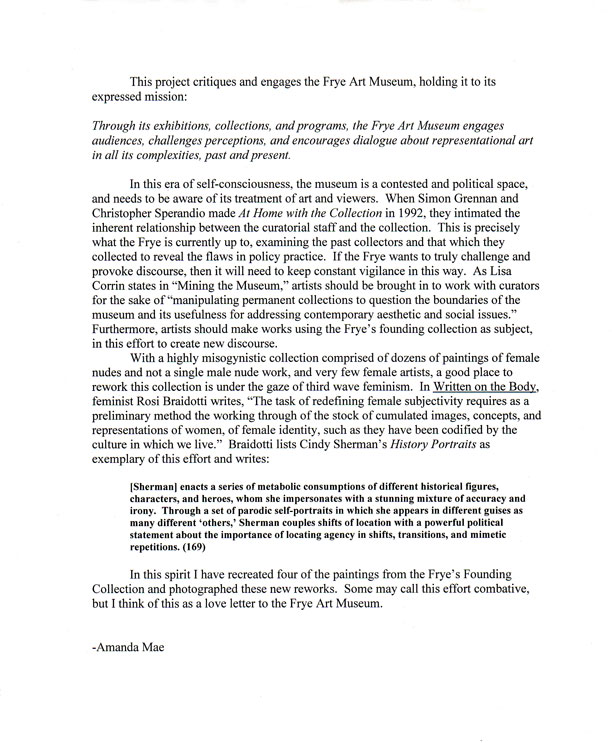 This project critiques and engages the Frye Art Museum, holding it to its
expressed mission:
Through its exhibitions, collections, and programs, the Frye Art Museum engages
audiences, challenges perceptions, and encourages dialogue about representational art
in all its complexities, past and present.
In this era of self-consciousness, the museum is a contested and political space,
and needs to be aware of its treatment of art and viewers.  When Simon Grennan and
Christopher Sperandio made At Home with the Collection in 1992, they intimated the
inherent relationship between the curatorial staff and the collection.  This is precisely
what the Frye is currently up to, examining the past collectors and that which they
collected to reveal the flaws in policy practice.  If the Frye wants to truly challenge and
provoke discourse, then it will need to keep constant vigilance in this way.  As Lisa
Corrin states in “Mining the Museum,” artists should be brought in to work with curators
for the sake of “manipulating permanent collections to question the boundaries of the
museum and its usefulness for addressing contemporary aesthetic and social issues.”
Furthermore, artists should make works using the Frye’s founding collection as subject,
in this effort to create new discourse.
With a highly misogynistic collection comprised of dozens of paintings of female
nudes and not a single male nude work, and very few female artists, a good place to
rework this collection is under the gaze of third wave feminism.  In Written on the Body,
feminist Rosi Braidotti writes, “The task of redefining female subjectivity requires as a
preliminary method the working through of the stock of cumulated images, concepts, and
representations of women, of female identity, such as they have been codified by the
culture in which we live.”  Braidotti lists Cindy Sherman’s History Portraits as
exemplary of this effort and writes:
[Sherman] enacts a series of metabolic consumptions of different historical figures,
characters, and heroes, whom she impersonates with a stunning mixture of accuracy and
irony.  Through a set of parodic self-portraits in which she appears in different guises as
many different ‘others,’ Sherman couples shifts of location with a powerful political
statement about the importance of locating agency in shifts, transitions, and mimetic
repetitions. (169)
In this spirit I have recreated four of the paintings from the Frye’s Founding
Collection and photographed these new reworks.  Some may call this effort combative,
but I think of this as a love letter to the Frye Art Museum.
-Amanda Mae